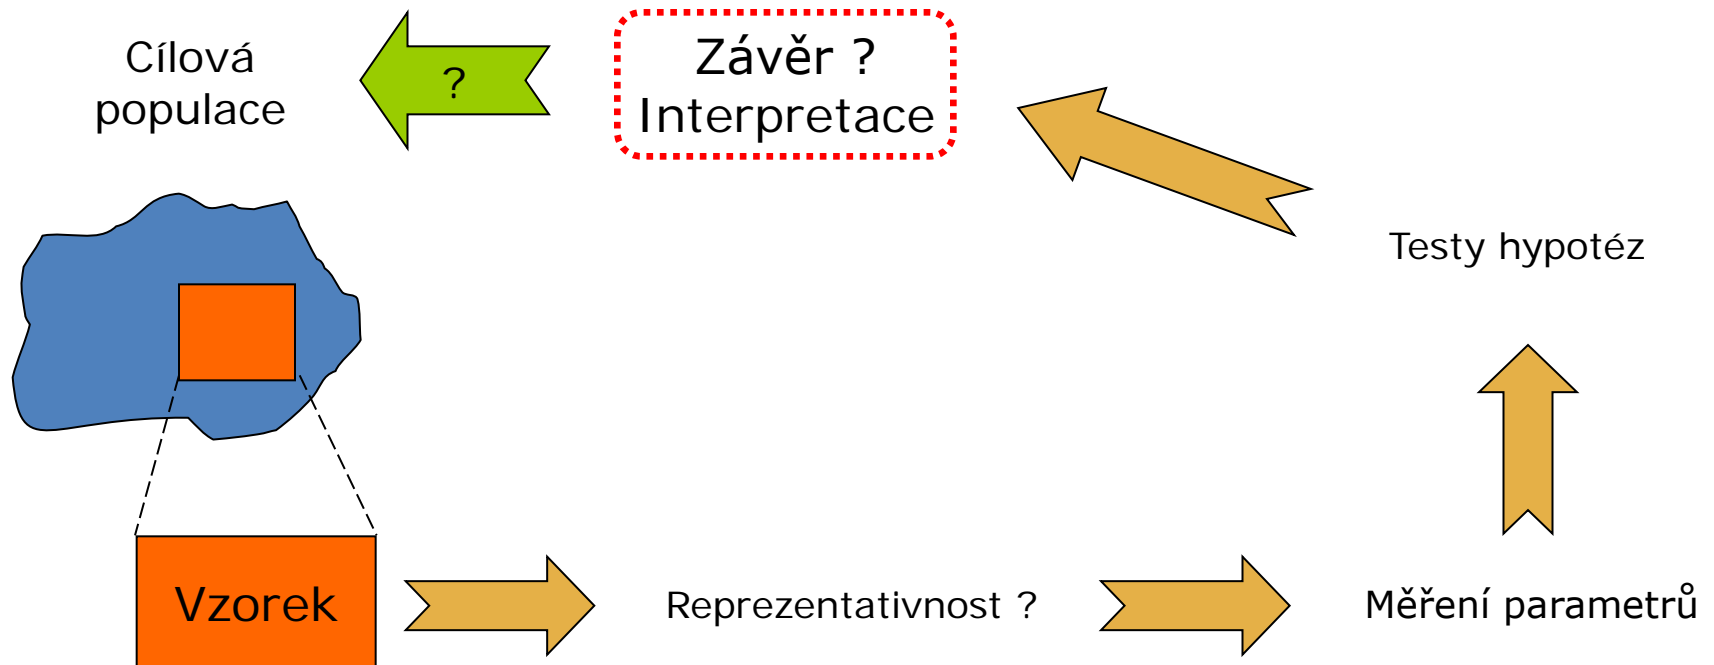 Cílová
populace
?
Závěr ?
Interpretace
Testy hypotéz
Vzorek
Reprezentativnost ?
Měření parametrů